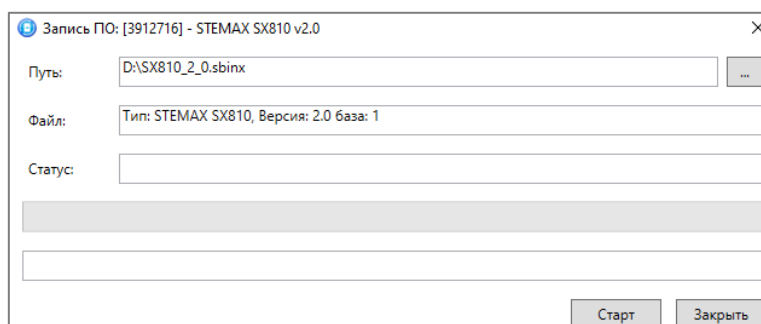 Запись ПО: [3912716] - STEMAX SX810 v2.0
Путь: D:\SX810_2_0.sbinx ...
Файл: Тип: STEMAX SX810, Версия: 2.0 база: 1
Статус:
Старт Закрыть